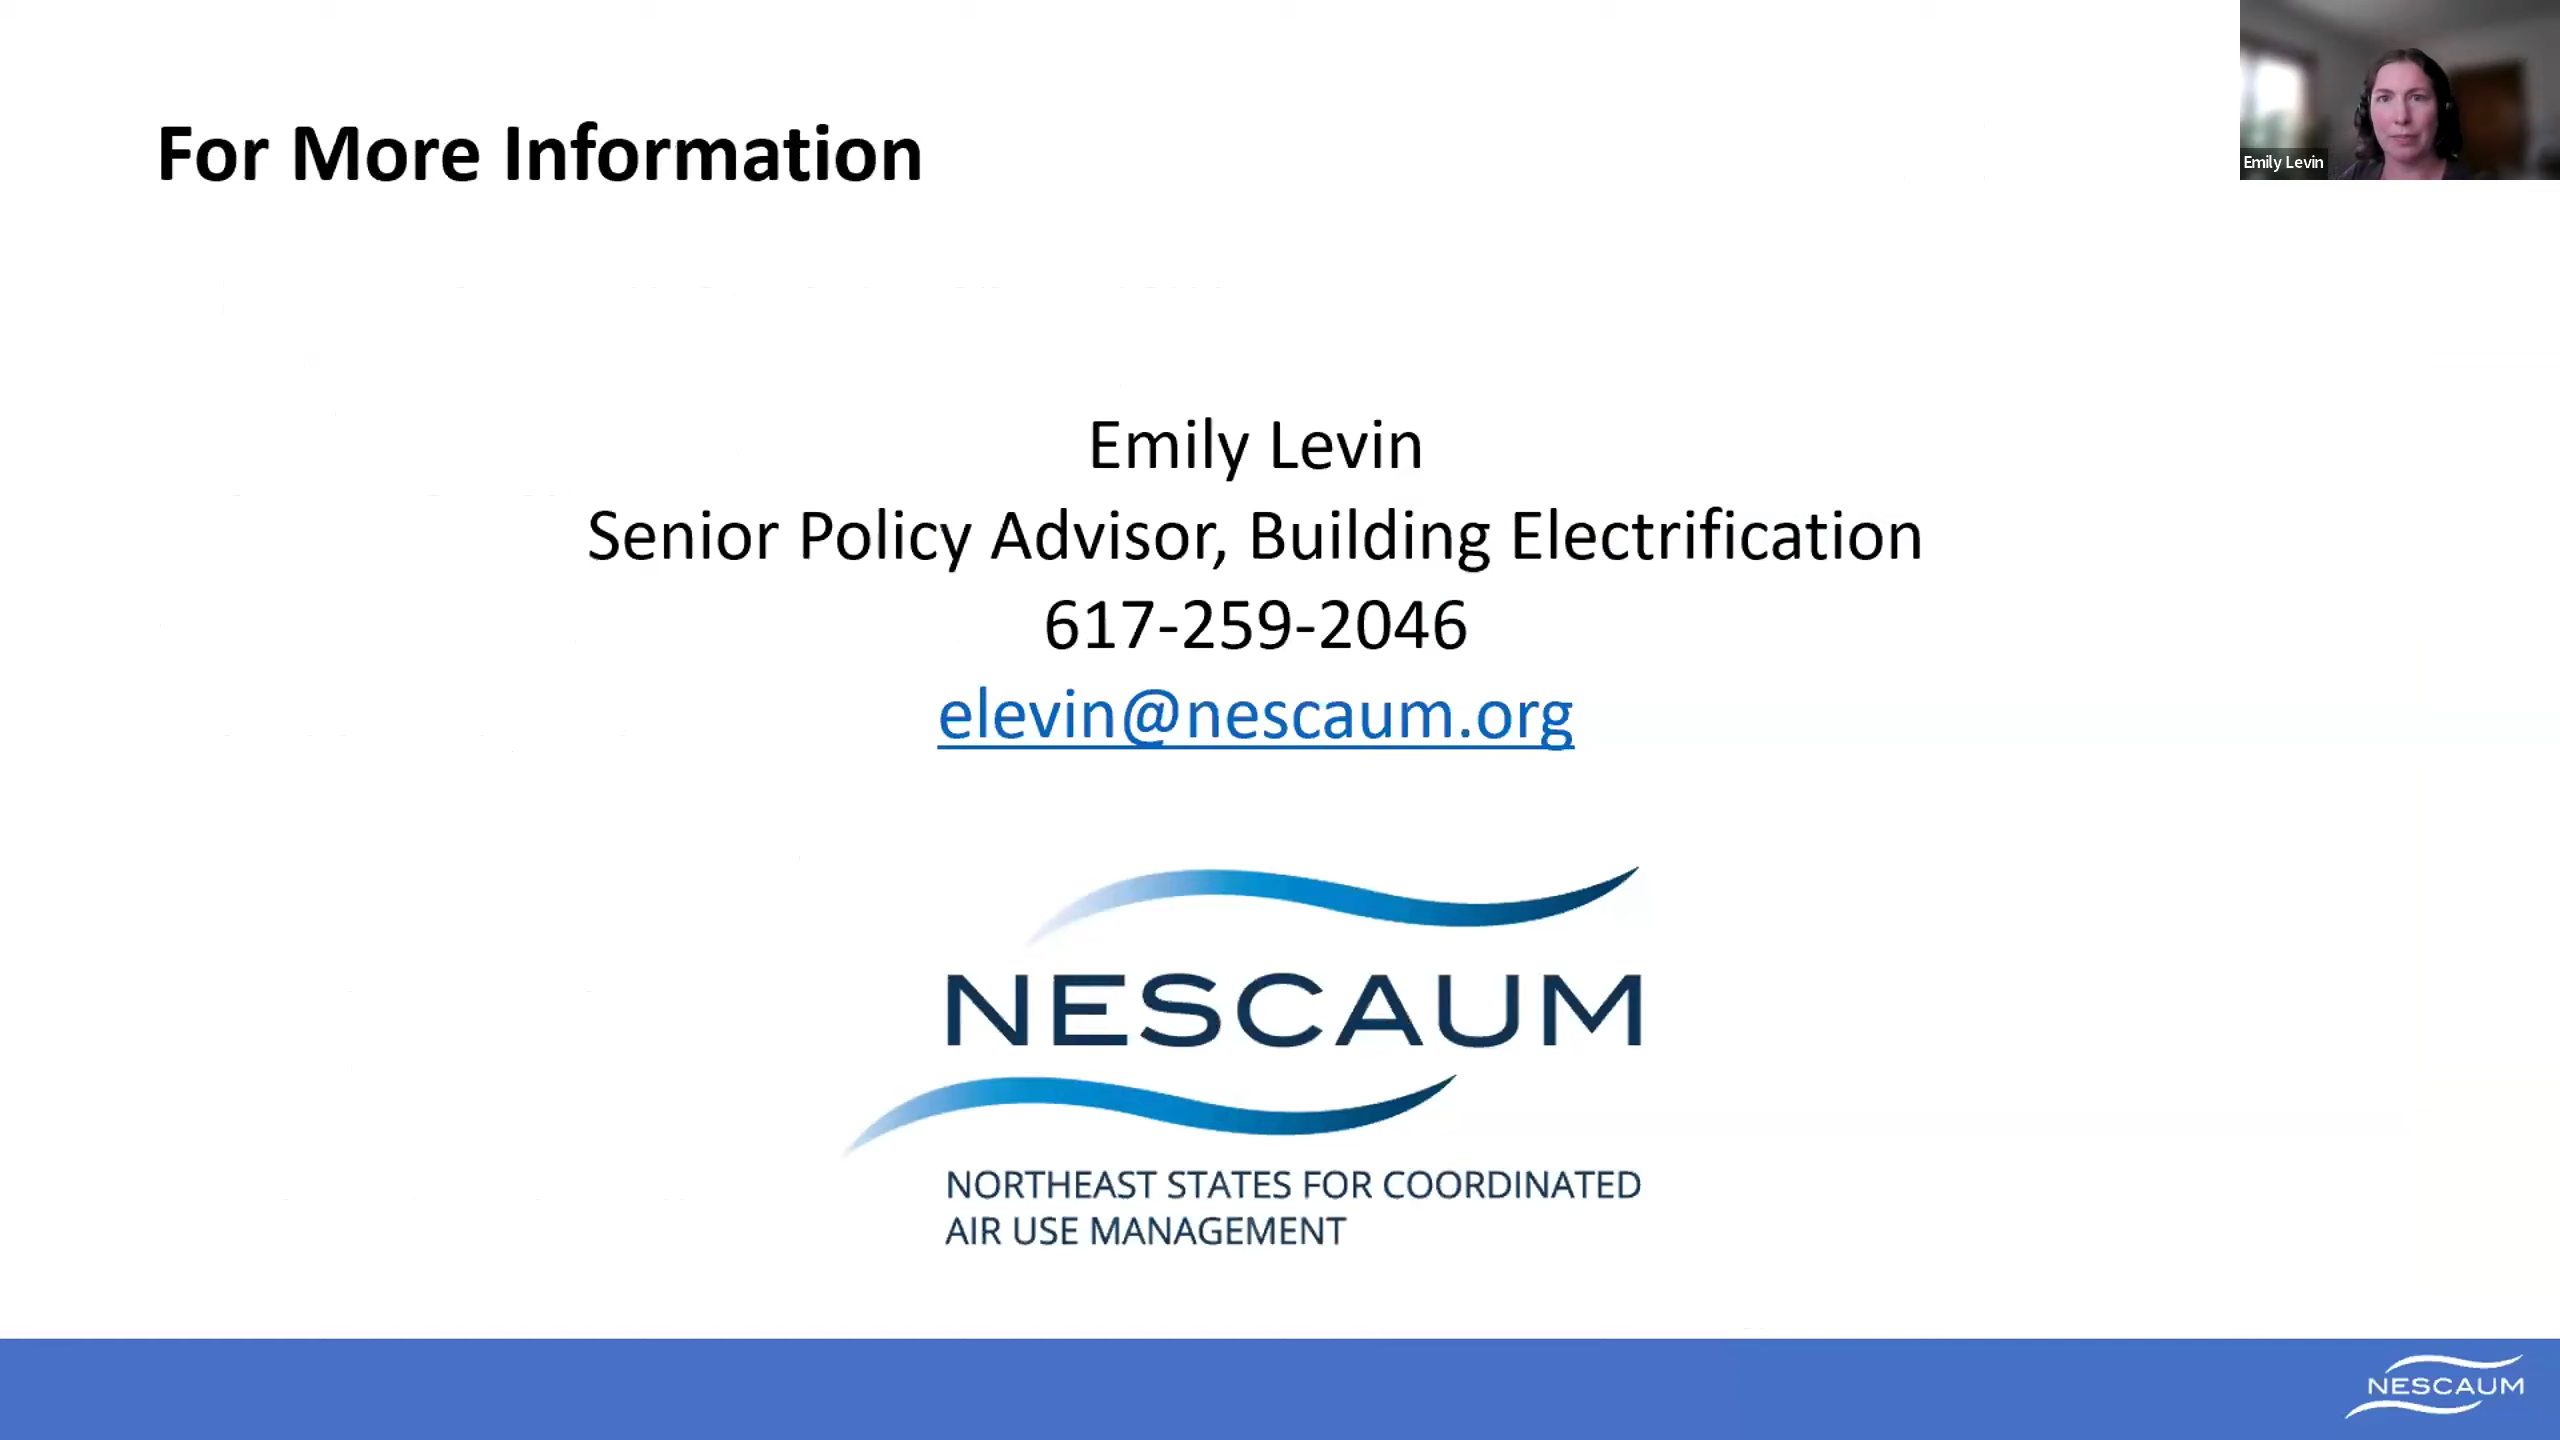 For More Information
Emily Levin
Emily Levin
Senior Policy Advisor, Building Electrification
617-259-2046
elevin@nescaum.org
NESCAUM
NORTHEAST STATES FOR COORDINATED
AIR USE MANAGEMENT
NESCAUM